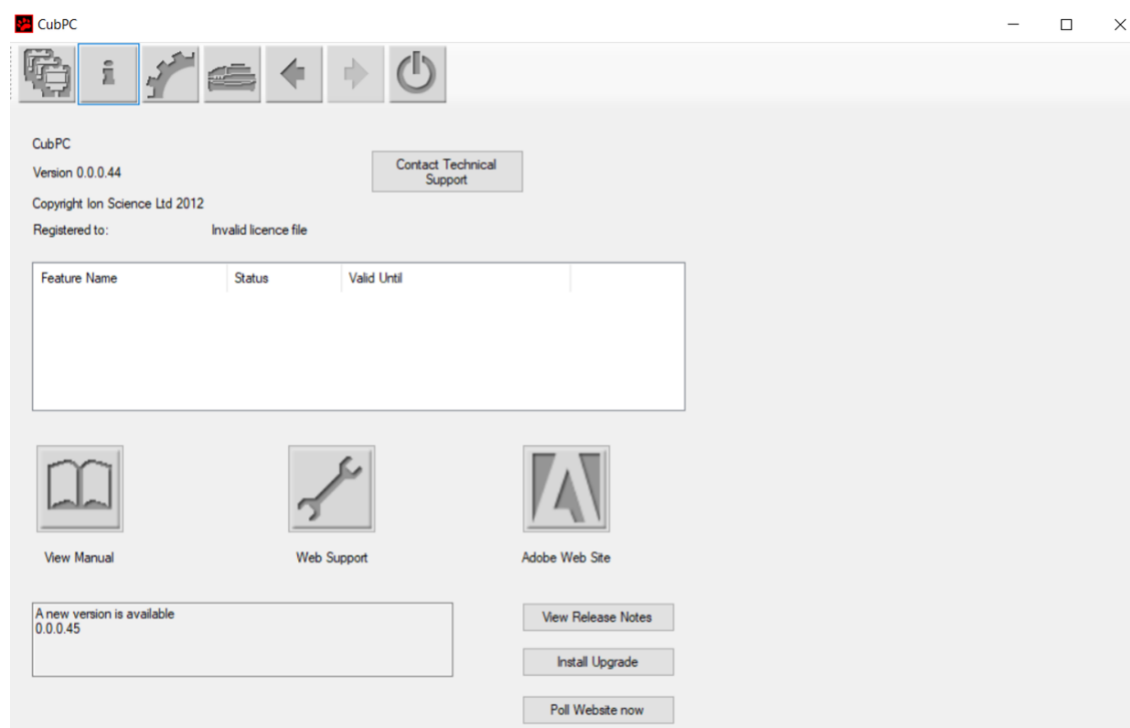 CubPC
CubPC
Version 0.0.0.44
Contact Technical
Support
Copyright Ion Science Ltd 2012
Registered to: Invalid licence file
Feature Name Status Valid Until
View Manual Web Support Adobe Web Site
A new version is available
0.0.0.45
View Release Notes
Install Upgrade
Poll Website now